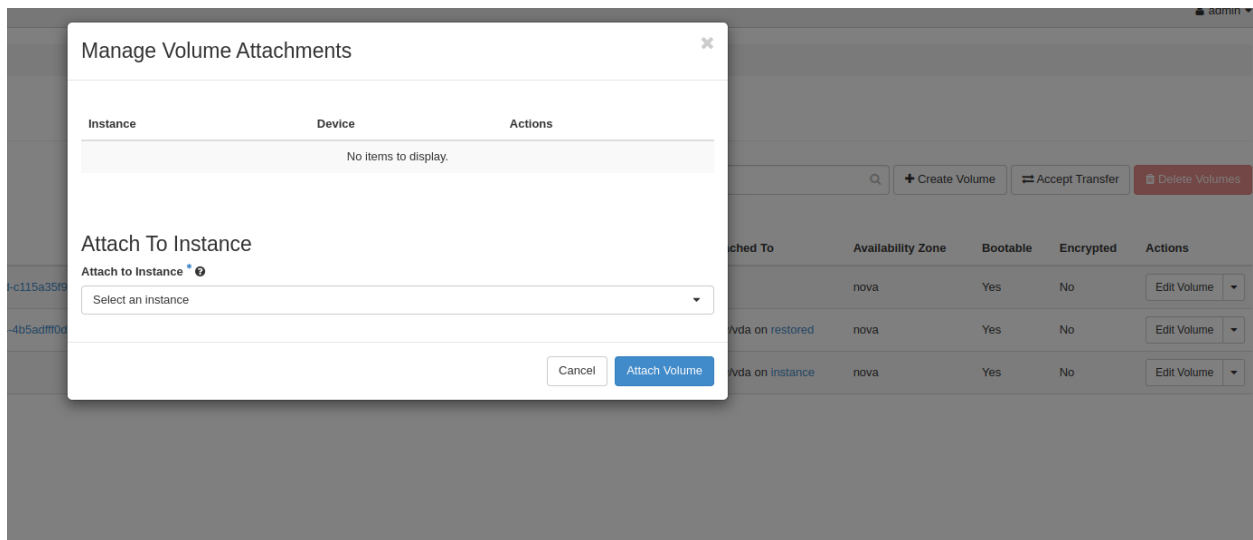 admin
Manage Volume Attachments
Instance Device Actions
No items to display.
Create Volume Accept Transfer Delete Volumes
Attach To Instance
Attach to Instance *
Select an instance
Cancel Attach Volume
To Availability Zone Bootable Encrypted Actions
-c115a35f9 nova Yes No Edit Volume
-4b5adfff0d /vda on restored nova Yes No Edit Volume
/vda on instance nova Yes No Edit Volume